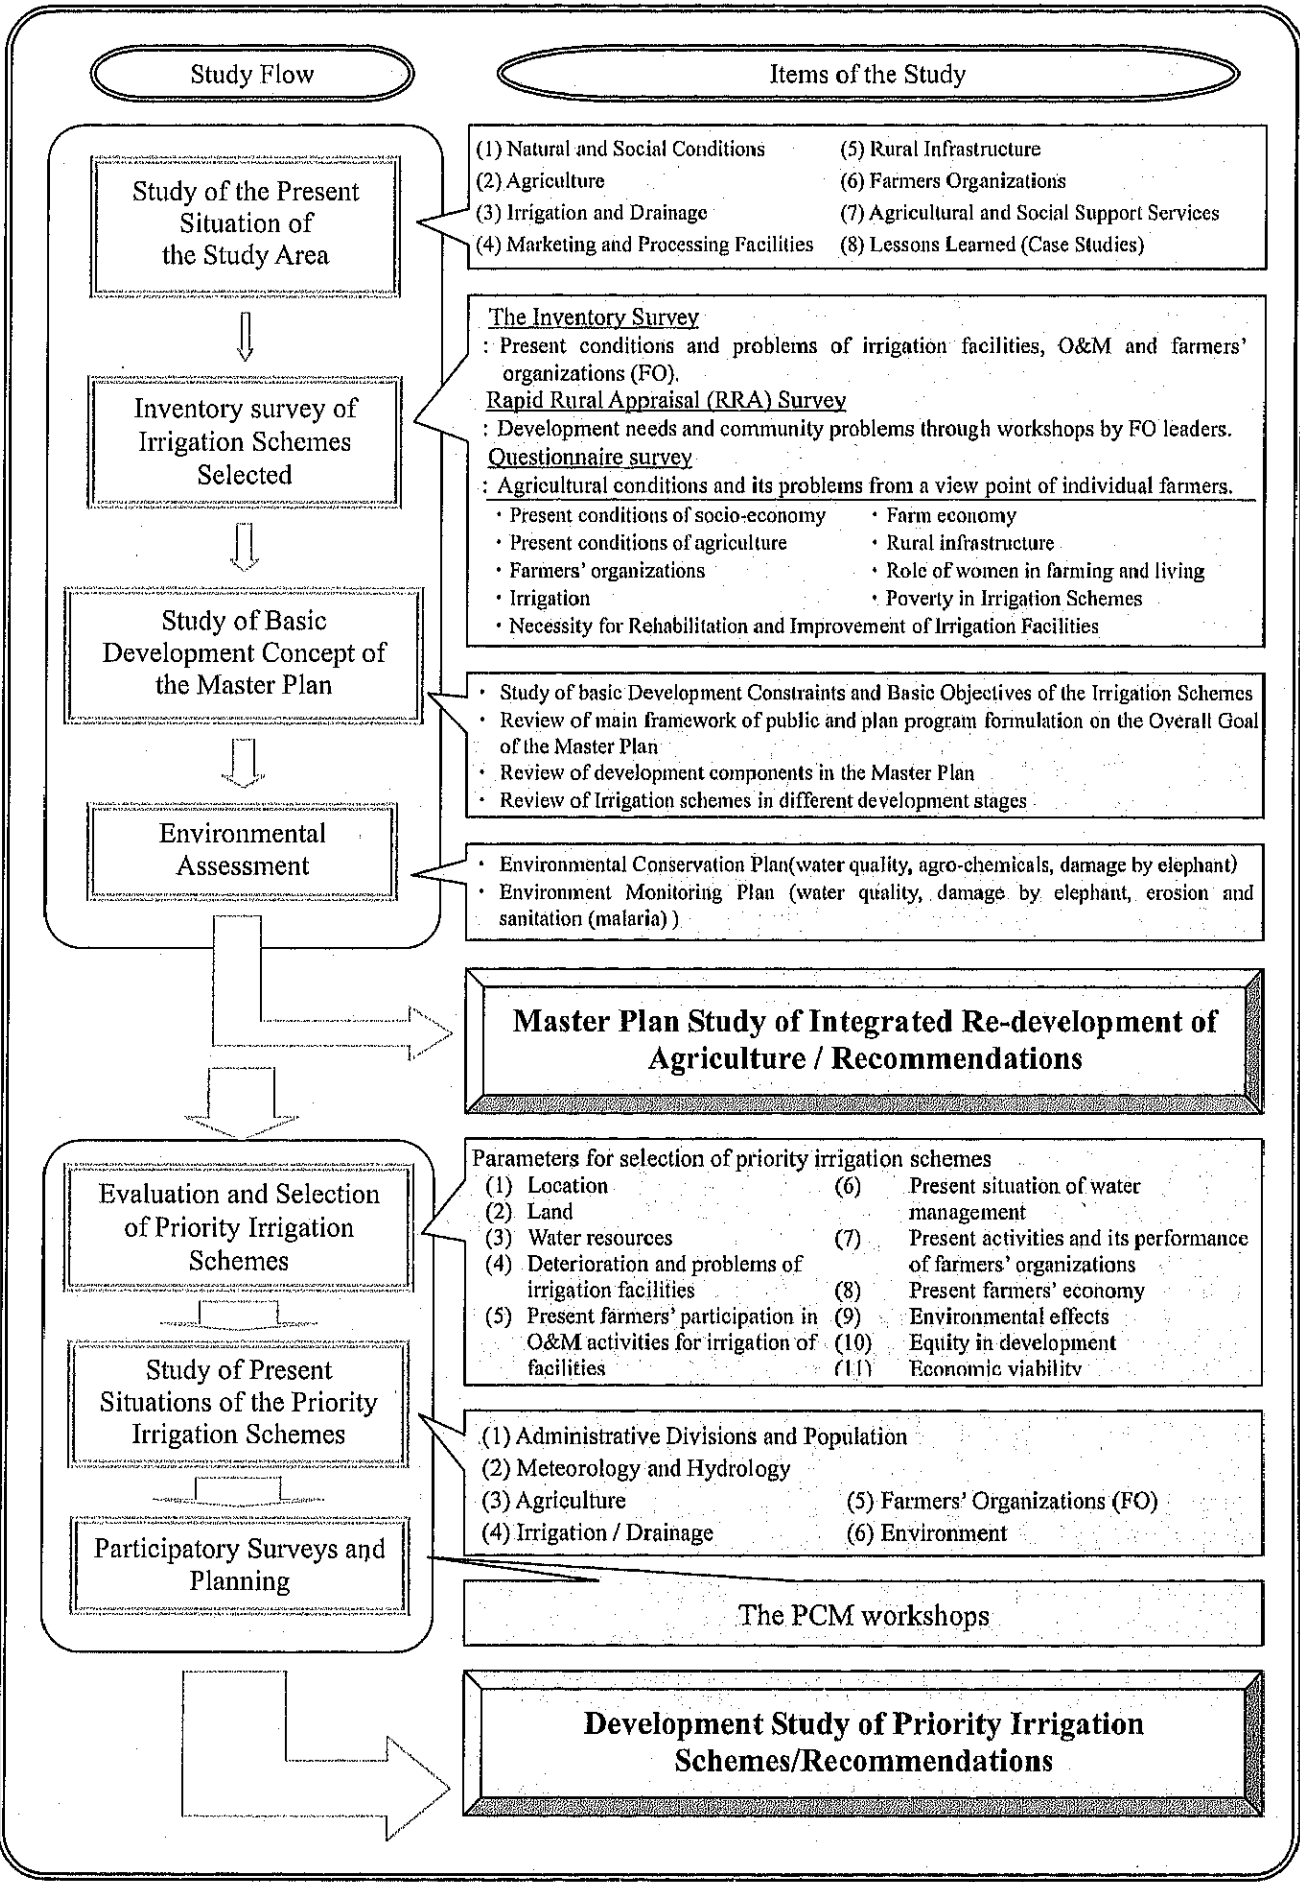 Study Flow
Items of the Study
Study of the Present
Situation of
the Study Area
(1) Natural and Social Conditions
(2) Agriculture
(3) Irrigation and Drainage
(4) Marketing and Processing Facilities
(5) Rural Infrastructure
(6) Farmers Organizations
(7) Agricultural and Social Support Services
(8) Lessons Learned (Case Studies)
Inventory survey of
Irrigation Schemes
Selected
The Inventory Survey
: Present conditions and problems of irrigation facilities, O&M and farmers'
organizations (FO).
Rapid Rural Appraisal (RRA) Survey
: Development needs and community problems through workshops by FO leaders.
Questionnaire survey
: Agricultural conditions and its problems from a view point of individual farmers.
・Present conditions of socio-economy
・Present conditions of agriculture
・Farmers' organizations
・Irrigation
・Farm economy
・Rural infrastructure
・Role of women in farming and living
・Poverty in Irrigation Schemes
・Necessity for Rehabilitation and Improvement of Irrigation Facilities
Study of Basic
Development Concept of
the Master Plan
・ Study of basic Development Constraints and Basic Objectives of the Irrigation Schemes
・ Review of main framework of public and plan program formulation on the Overall Goal
of the Master Plan
・ Review of development components in the Master Plan
・ Review of Irrigation schemes in different development stages
Environmental
Assessment
・ Environmental Conservation Plan(water quality, agro-chemicals, damage by elephant)
・ Environment Monitoring Plan (water quality, damage by elephant, erosion and
sanitation (malaria) )
Master Plan Study of Integrated Re-development of
Agriculture / Recommendations
Evaluation and Selection
of Priority Irrigation
Schemes
Parameters for selection of priority irrigation schemes
(1) Location
(2) Land
(3) Water resources
(4) Deterioration and problems of
irrigation facilities
(5) Present farmers' participation in
O&M activities for irrigation of
facilities
(6) Present situation of water
management
(7) Present activities and its performance
of farmers' organizations
(8) Present farmers' economy
(9) Environmental effects
(10) Equity in development
(11) Economic viability
Study of Present
Situations of the Priority
Irrigation Schemes
(1) Administrative Divisions and Population
(2) Meteorology and Hydrology
(3) Agriculture
(4) Irrigation / Drainage
(5) Farmers' Organizations (FO)
(6) Environment
Participatory Surveys and
Planning
The PCM workshops
Development Study of Priority Irrigation
Schemes/Recommendations